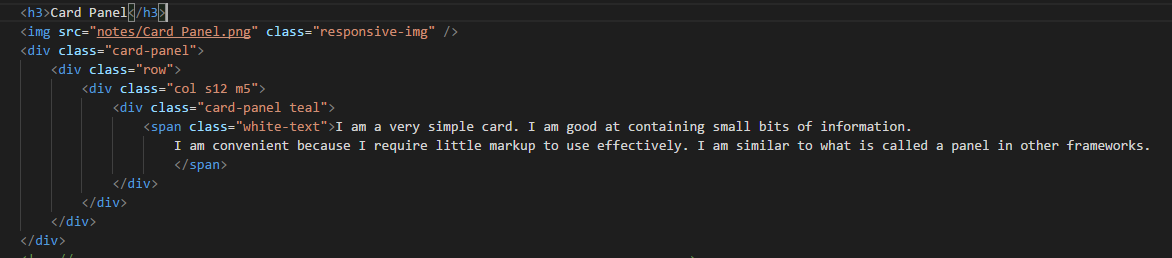 <h3>Card Panel</h3>
<img src="notes/Card Panel.png" class="responsive-img" />
<div class="card-panel">
<div class="row">
<div class="col s12 m5">
<div class="card-panel teal">
<span class="white-text">I am a very simple card. I am good at containing small bits of information.
I am convenient because I require little markup to use effectively. I am similar to what is called a panel in other frameworks.
</span>
</div>
</div>
</div>
</div>